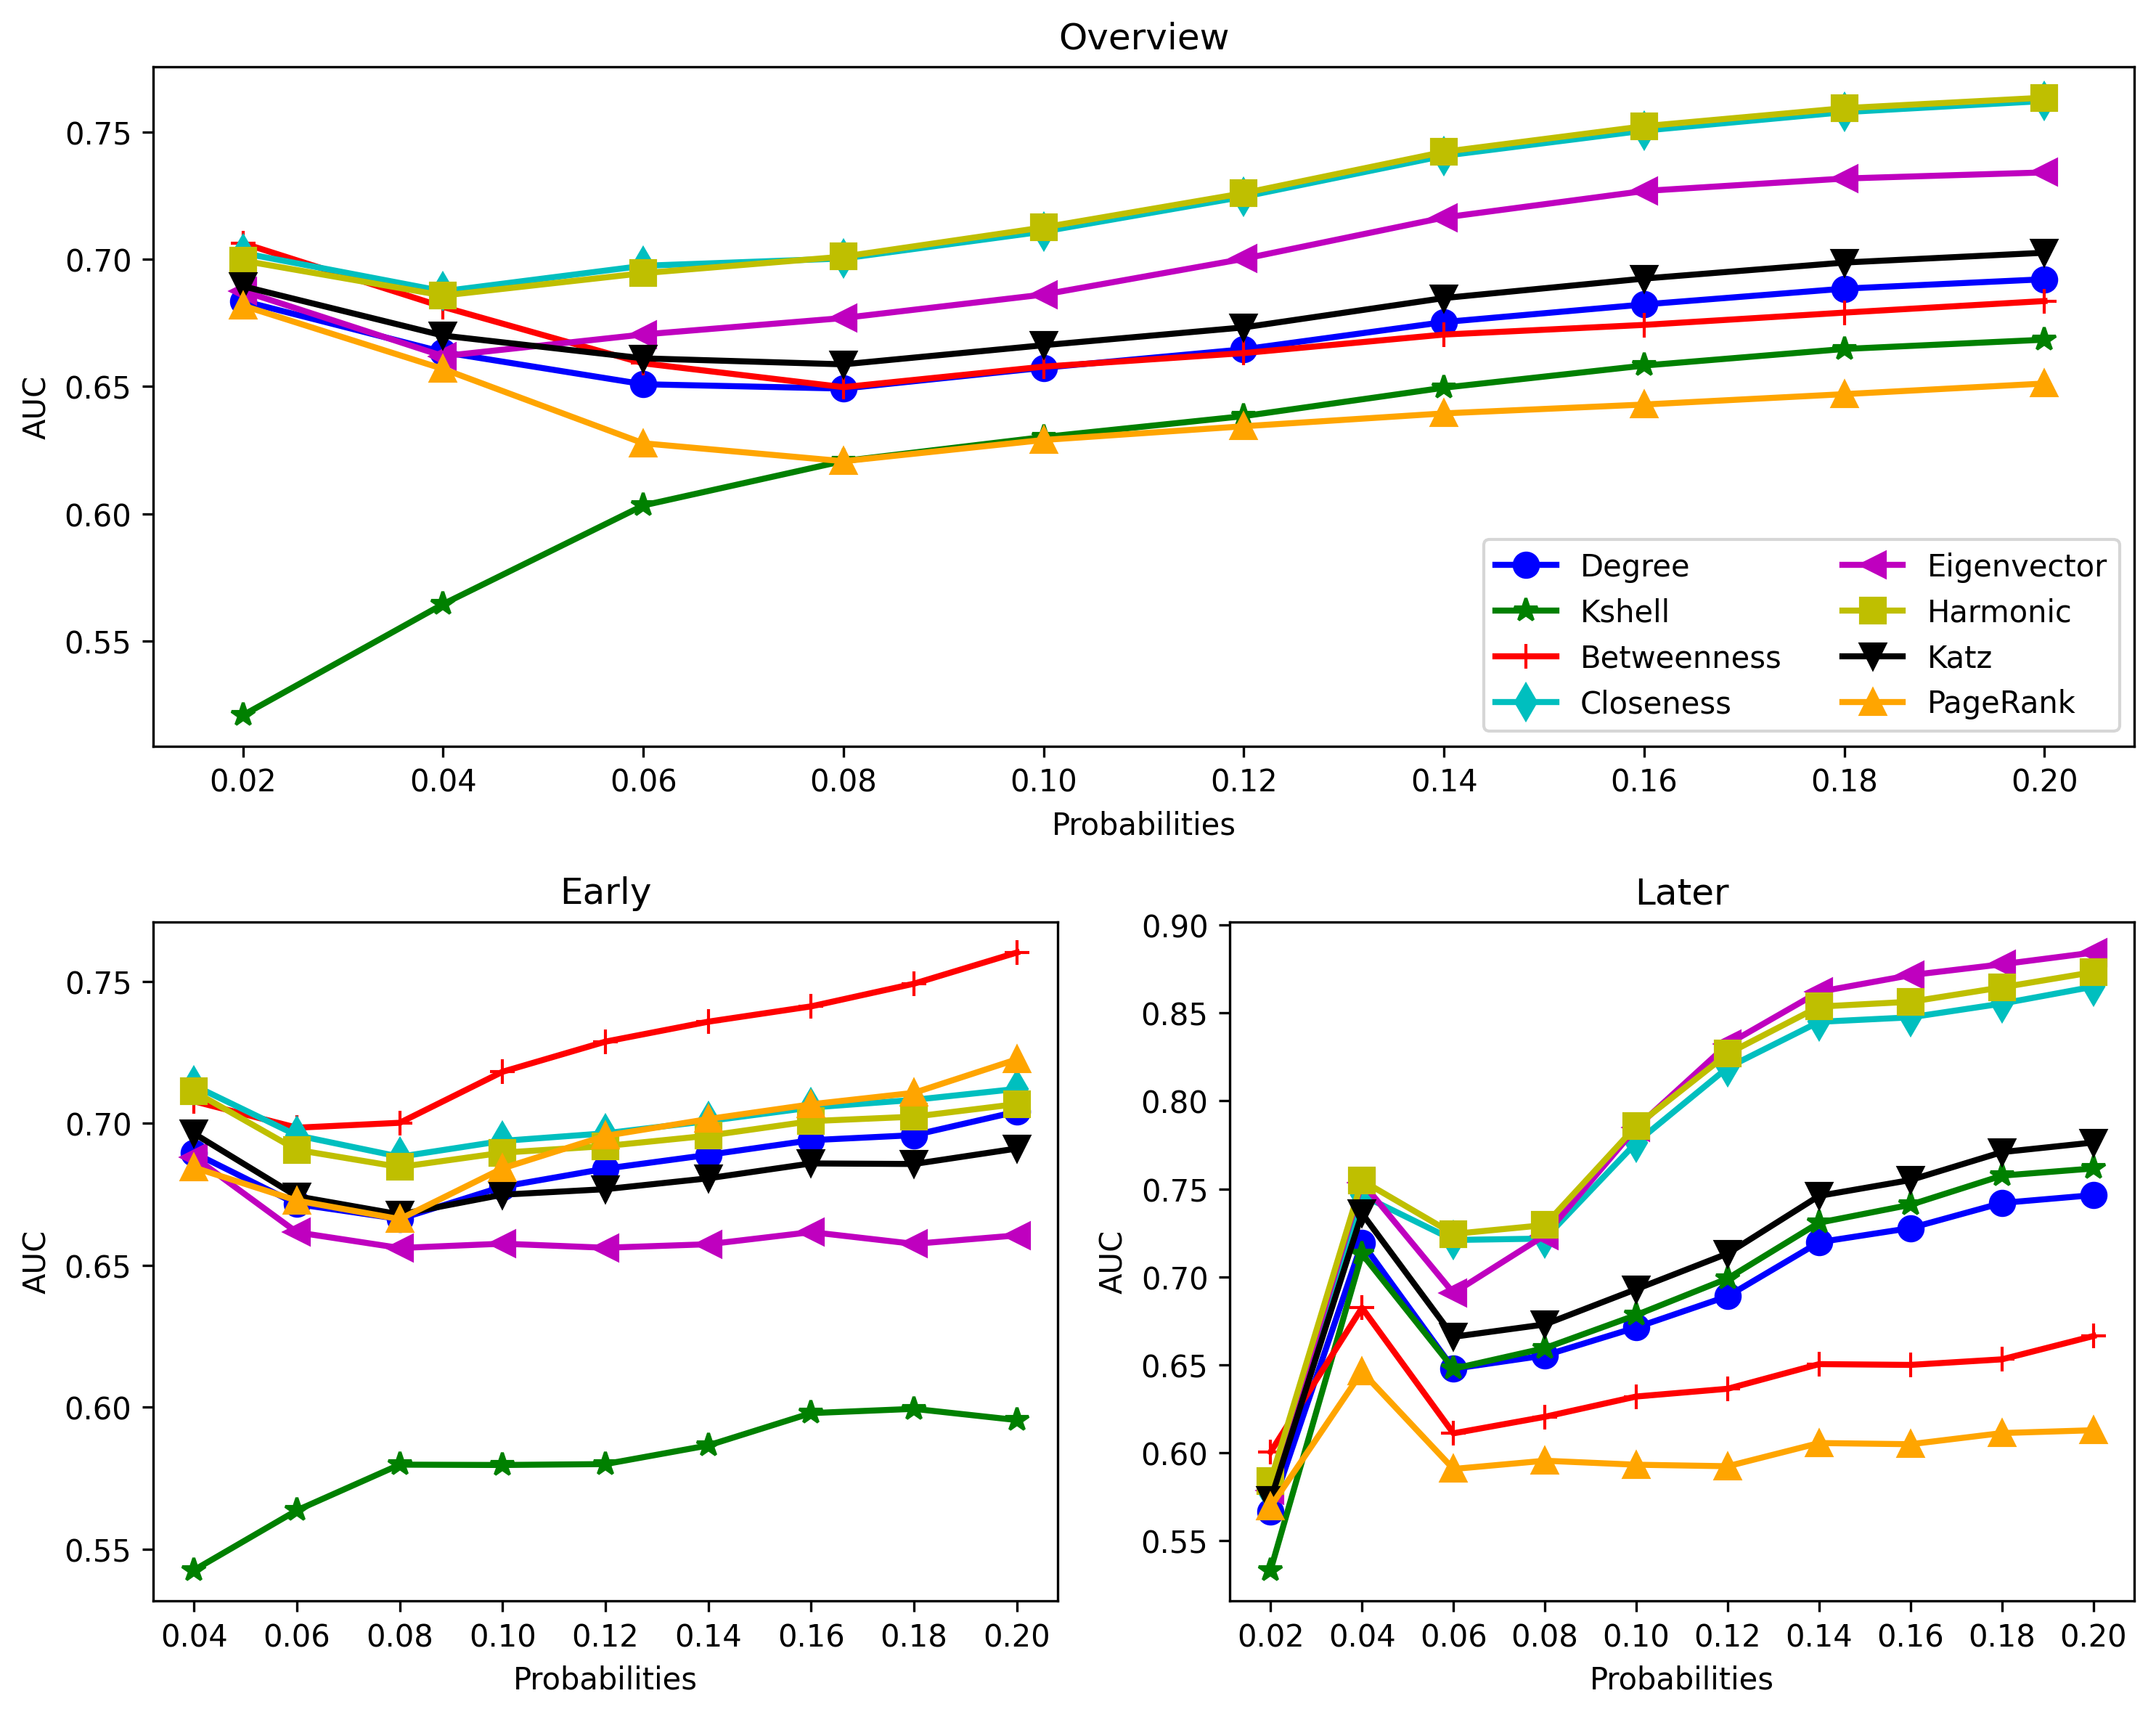 Overview
AUC
0.75
0.70
0.65
0.60
0.55
Degree
Kshell
Betweenness
Closeness
Eigenvector
Harmonic
Katz
PageRank
0.02 0.04 0.06 0.08 0.10 0.12 0.14 0.16 0.18 0.20
Probabilities
Early
AUC
0.75
0.70
0.65
0.60
0.55
0.04 0.06 0.08 0.10 0.12 0.14 0.16 0.18 0.20
Probabilities
Later
AUC
0.90
0.85
0.80
0.75
0.70
0.65
0.60
0.55
0.02 0.04 0.06 0.08 0.10 0.12 0.14 0.16 0.18 0.20
Probabilities